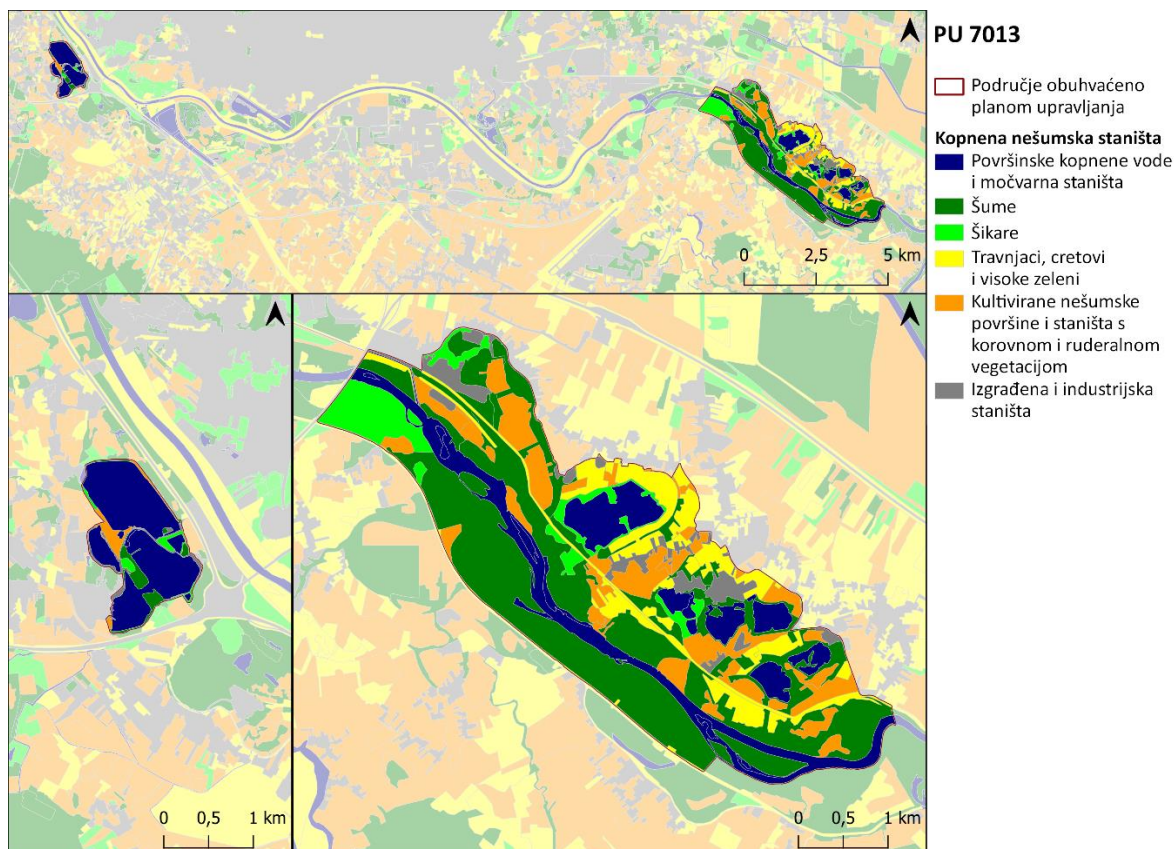 PU 7013
Područje obuhvaćeno
planom upravljanja
Kopnena nešumska staništa
Površinske kopnene vode
i močvarna staništa
Šume
Šikare
Travnjaci, cretovi
i visoke zeleni
Kultivirane nešumske
površine i staništa s
korovnom i ruderalnom
vegetacijom
Izgrađena i industrijska
staništa
0 2,5 5 km
0 0,5 1 km
0 0,5 1 km